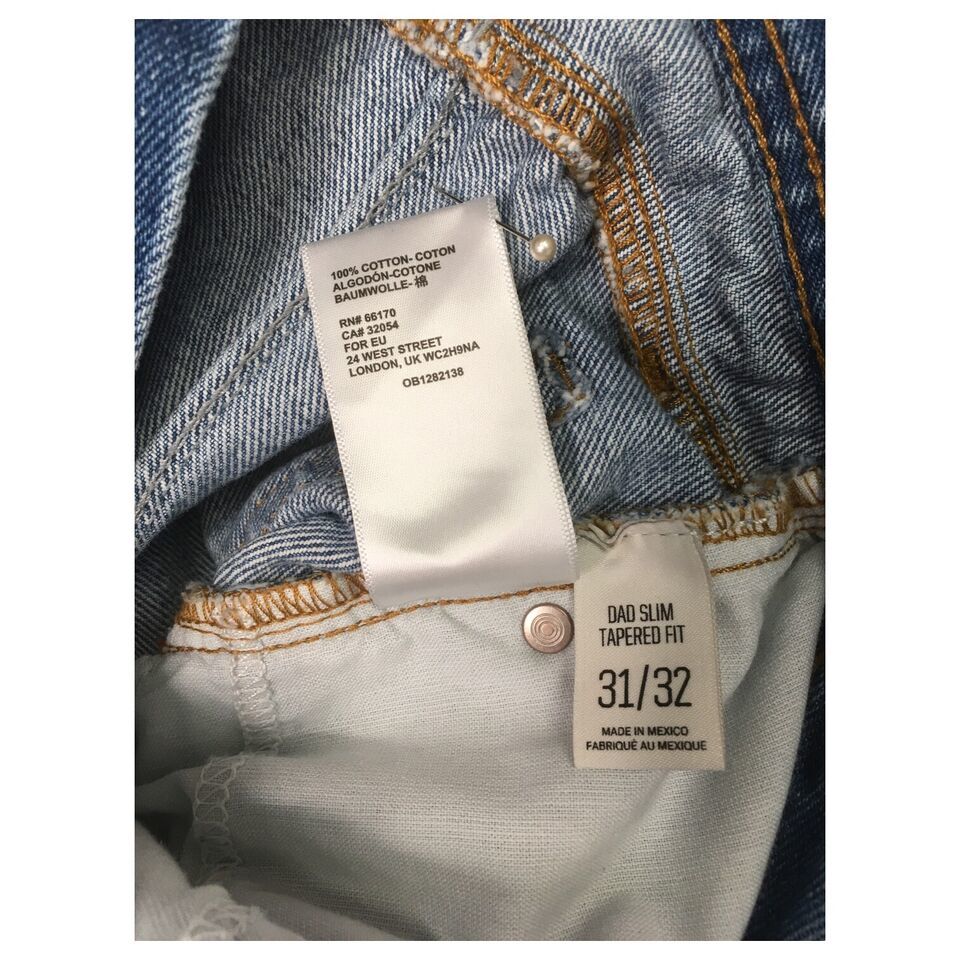 100% COTTON- COTON
ALGODÓN-COTONE
BAUMWOLLE-棉
RN# 66170
CA# 32054
FOR EU
24 WEST STREET
LONDON, UK WC2H9NA
OB1282138
DAD SLIM
TAPERED FIT
31/32
MADE IN MEXICO
FABRIQUÉ AU MEXIQUE